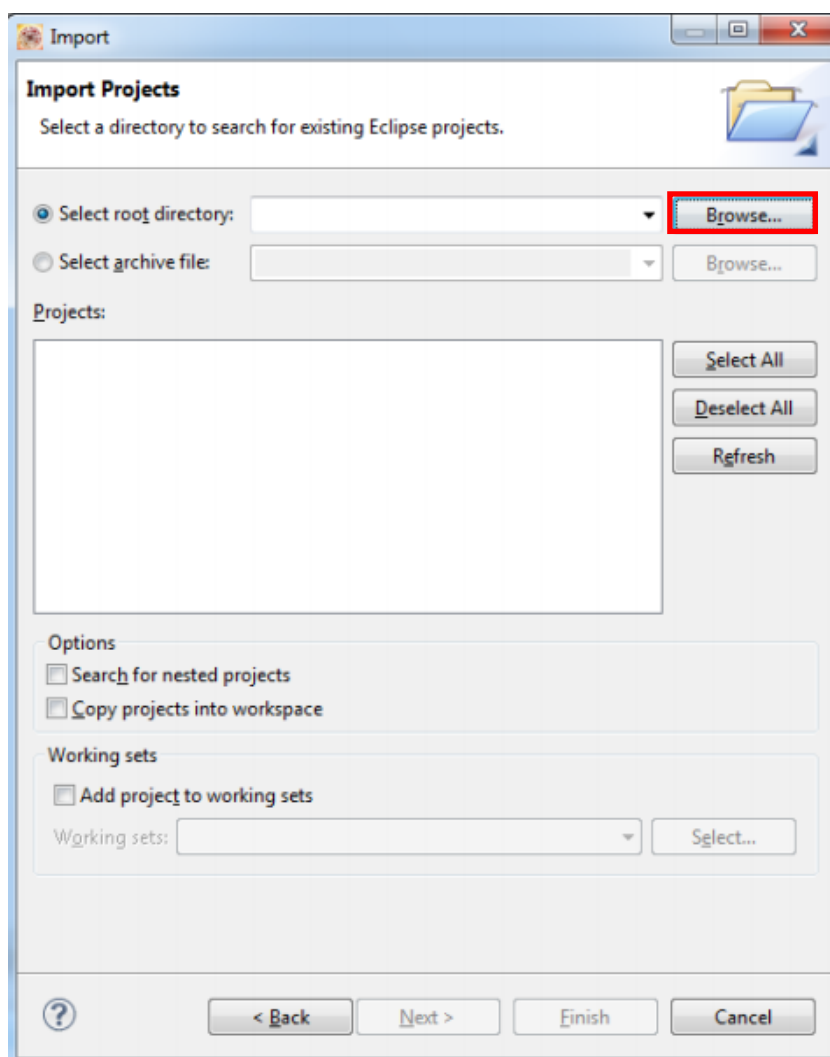 Import
Import Projects
Select a directory to search for existing Eclipse projects.
Select root directory: Browse...
Select archive file: Browse...
Projects:
Select All
Deselect All
Refresh
Options
Search for nested projects
Copy projects into workspace
Working sets
Add project to working sets
Working sets: Select...
? < Back Next > Finish Cancel